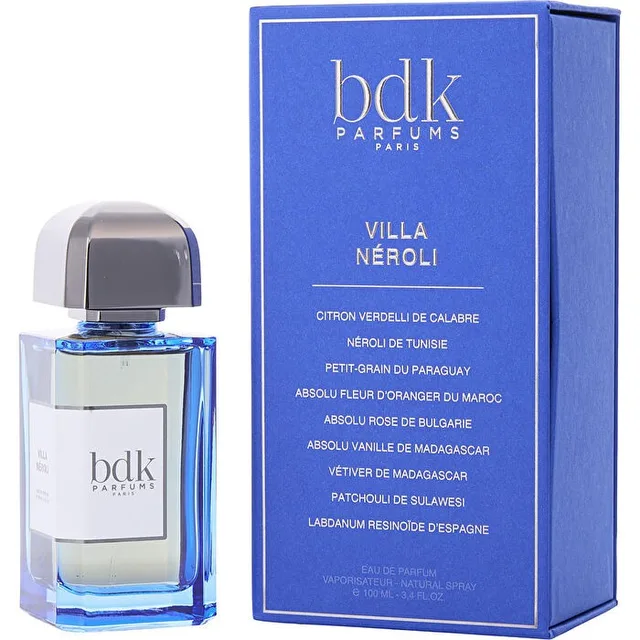 bdk
PARFUMS
PARIS
VILLA
NÉROLI
CITRON VERDELLI DE CALABRE
NÉROLI DE TUNISIE
PETIT-GRAIN DU PARAGUAY
ABSOLU FLEUR D'ORANGER DU MAROC
ABSOLU ROSE DE BULGARIE
ABSOLU VANILLE DE MADAGASCAR
VÉTIVER DE MADAGASCAR
PATCHOULI DE SULAWESI
LABDANUM RESINOÏDE D'ESPAGNE
EAU DE PARFUM
VAPORISATEUR - NATURAL SPRAY
e 100 ML - 3,4 FL.OZ.
VILLA
NÉROLI
bdk
PARFUMS
PARIS